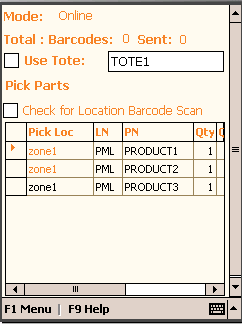 Mode: Online
Total : Barcodes: 0 Sent: 0
Use Tote: TOTE1
Pick Parts
Check for Location Barcode Scan
Pick Loc LN PN Qty
zone1 PML PRODUCT1 1
zone1 PML PRODUCT2 1
zone1 PML PRODUCT3 1
F1 Menu | F9 Help